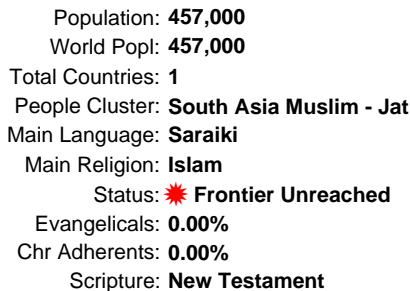 Population: 457,000
World Popl: 457,000
Total Countries: 1
People Cluster: South Asia Muslim - Jat
Main Language: Saraiki
Main Religion: Islam
Status: Frontier Unreached
Evangelicals: 0.00%
Chr Adherents: 0.00%
Scripture: New Testament